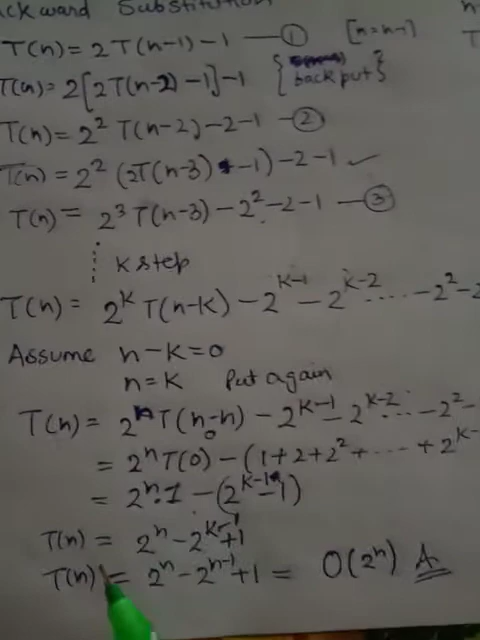 ckward Substitution
T(n) = 2T(n-1) - 1 —① [n=n-1]
T(n) = 2[2T(n-2) - 1] - 1 { back put }
T(n) = 2² T(n-2) - 2 - 1 —②
T(n) = 2² (2T(n-3) - 1) - 2 - 1 ✓
T(n) = 2³ T(n-3) - 2² - 2 - 1 —③
⋮ K step
T(n) = 2^K T(n-K) - 2^(K-1) - 2^(K-2) ..... - 2² - 2
Assume n - K = 0
n = K Put again
T(n) = 2^n T(n-n) - 2^(K-1) - 2^(K-2) ... - 2² -
= 2^n T(0) - (1 + 2 + 2² + ... + 2^(K-
= 2^n · 1 - (2^(K-1) - 1)
T(n) = 2^n - 2^(K-1) + 1
T(n) = 2^n - 2^(n-1) + 1 = O(2^n) A